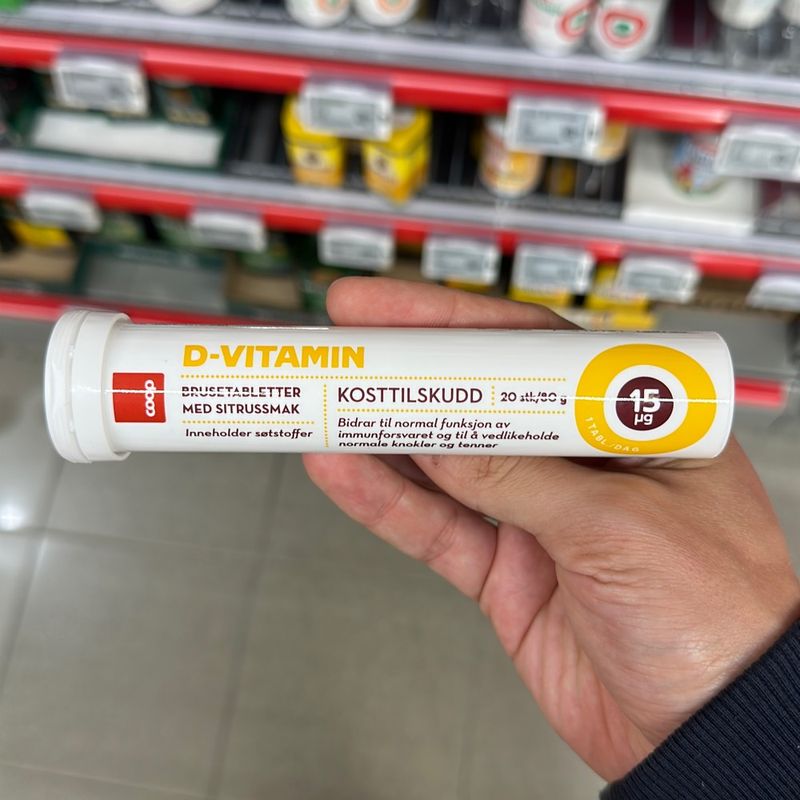 D-VITAMIN
coop
BRUSETABLETTER
MED SITRUSSMAK
Inneholder søtstoffer
KOSTTILSKUDD
20 stk/80 g
Bidrar til normal funksjon av
immunforsvaret og til å vedlikeholde
normale knokler og tenner
15
µg
1 TABL./DAG